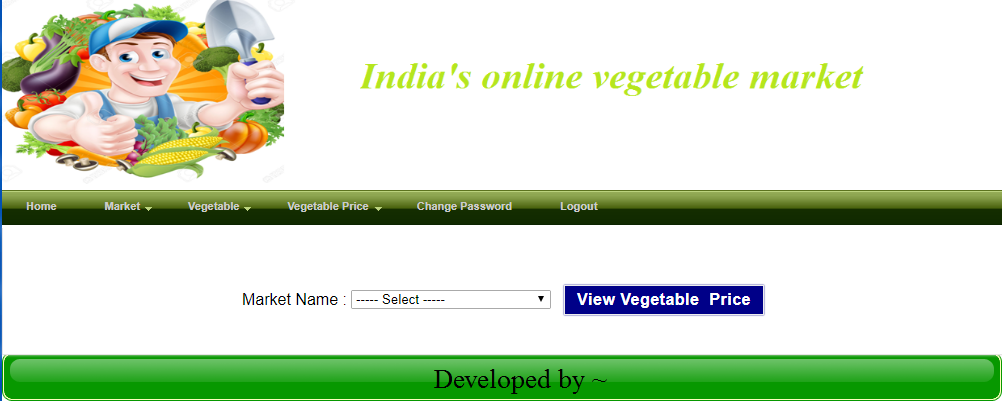 India's online vegetable market
Home Market Vegetable Vegetable Price Change Password Logout
Market Name : ----- Select ----- View Vegetable  Price
Developed by ~